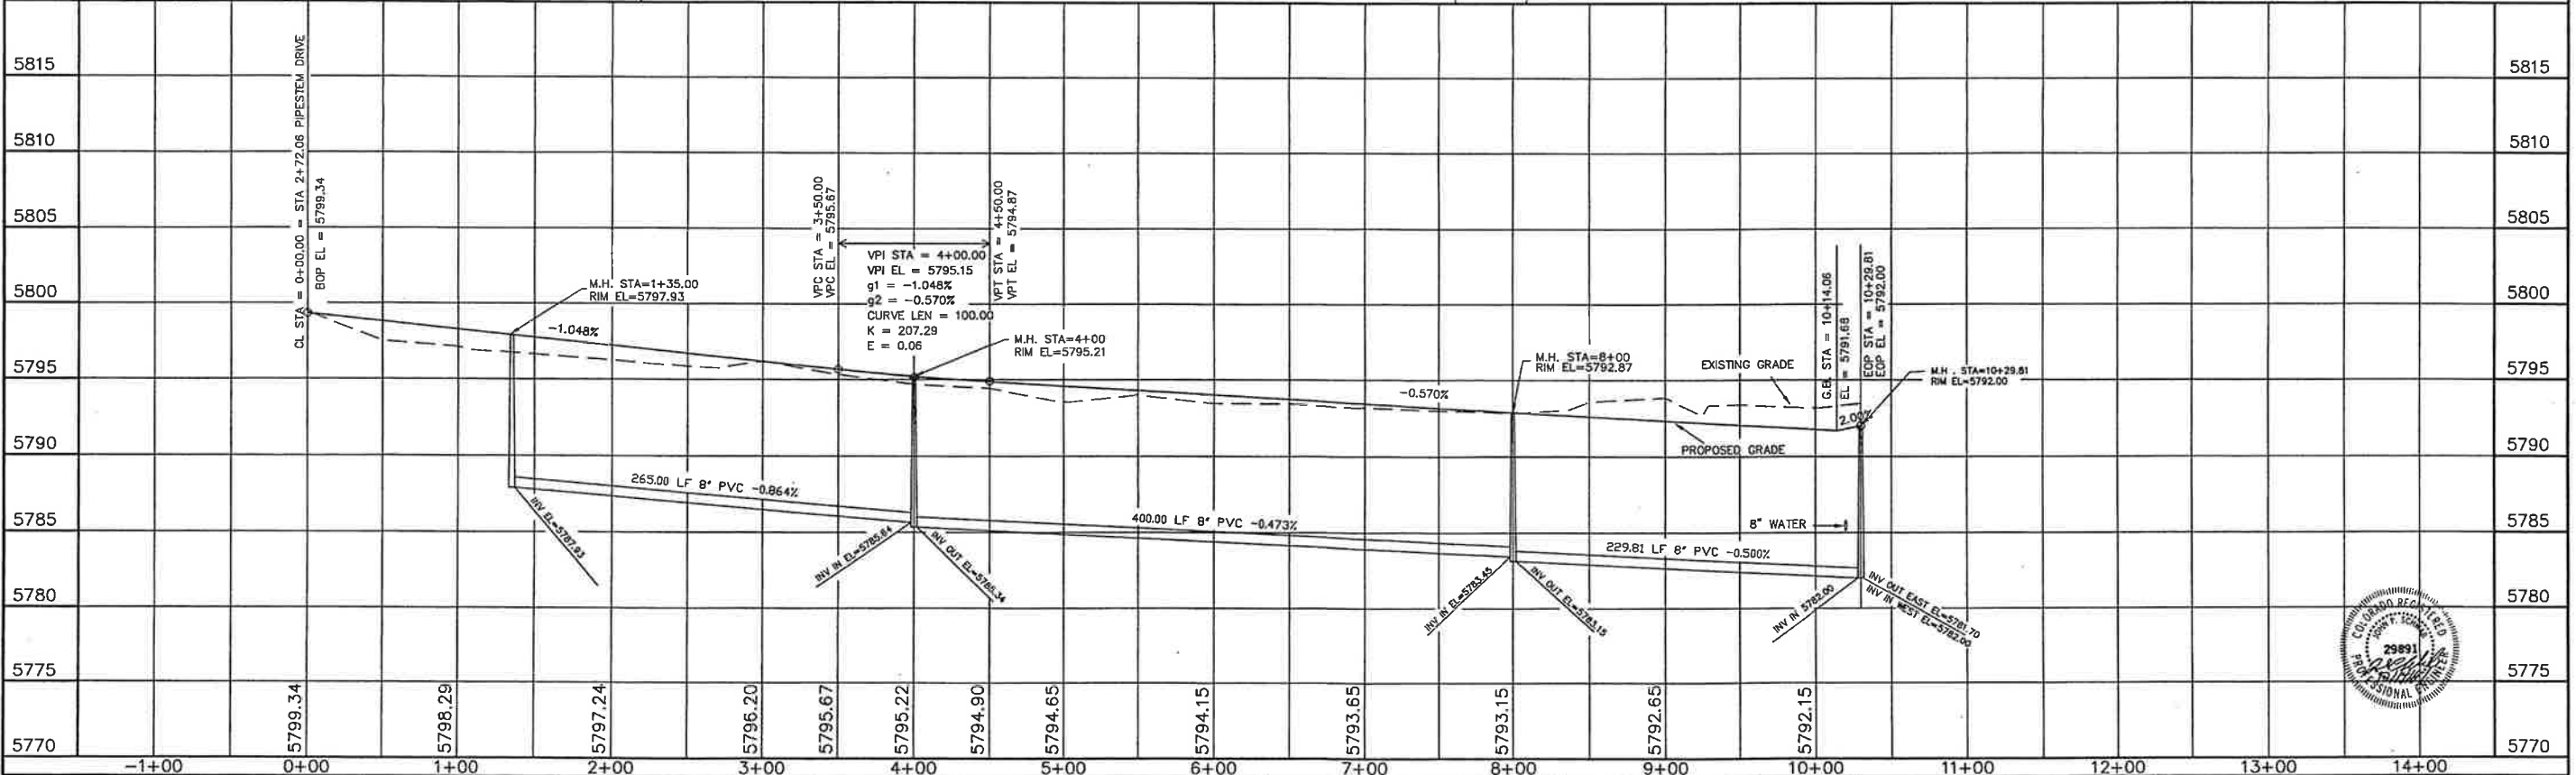 5815
5810
5805
5800
5795
5790
5785
5780
5775
5770
CL STA = 0+00.00 = STA 2+72.06 PIPESTEM DRIVE
BOP EL = 5799.34
M.H. STA=1+35.00
RIM EL=5797.93
-1.048%
VPC STA = 3+50.00
VPC EL = 5795.67
VPI STA = 4+00.00
VPI EL = 5795.15
g1 = -1.048%
g2 = -0.570%
CURVE LEN = 100.00
K = 207.29
E = 0.06
VPT STA = 4+50.00
VPT EL = 5794.87
M.H. STA=4+00
RIM EL=5795.21
-0.570%
M.H. STA=8+00
RIM EL=5792.87
EXISTING GRADE
PROPOSED GRADE
G.B. STA = 10+14.06
EL = 5791.68
EOP STA = 10+29.81
EOP EL = 5792.00
2.00%
M.H. STA=10+29.81
RIM EL=5792.00
265.00 LF 8" PVC -0.864%
400.00 LF 8" PVC -0.473%
229.81 LF 8" PVC -0.500%
8" WATER
INV EL=5787.93
INV IN EL=5785.64
INV OUT EL=5785.34
INV IN EL=5783.45
INV OUT EL=5783.15
INV IN 5782.00
INV OUT EAST EL=5781.70
INV IN WEST EL=5782.00
5815
5810
5805
5800
5795
5790
5785
5780
5775
5770
COLORADO REGISTERED
JOHN P. SCHWAB
29891
PROFESSIONAL ENGINEER
5799.34
5798.29
5797.24
5796.20
5795.67
5795.22
5794.90
5794.65
5794.15
5793.65
5793.15
5792.65
5792.15
-1+00
0+00
1+00
2+00
3+00
4+00
5+00
6+00
7+00
8+00
9+00
10+00
11+00
12+00
13+00
14+00